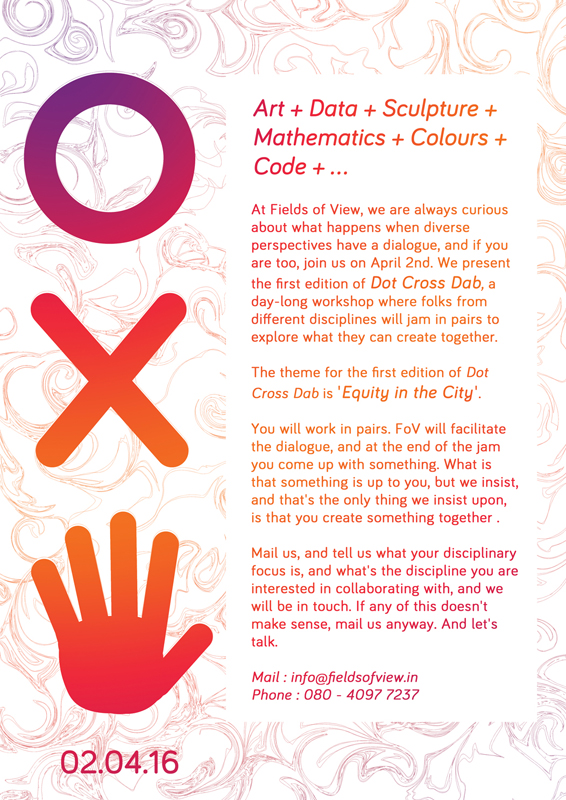 Art + Data + Sculpture +
Mathematics + Colours +
Code + ...
At Fields of View, we are always curious
about what happens when diverse
perspectives have a dialogue, and if you
are too, join us on April 2nd. We present
the first edition of Dot Cross Dab, a
day-long workshop where folks from
different disciplines will jam in pairs to
explore what they can create together.
The theme for the first edition of Dot
Cross Dab is 'Equity in the City'.
You will work in pairs. FoV will facilitate
the dialogue, and at the end of the jam
you come up with something. What is
that something is up to you, but we insist,
and that's the only thing we insist upon,
is that you create something together .
Mail us, and tell us what your disciplinary
focus is, and what's the discipline you are
interested in collaborating with, and we
will be in touch. If any of this doesn't
make sense, mail us anyway. And let's
talk.
Mail : info@fieldsofview.in
Phone : 080 - 4097 7237
02.04.16